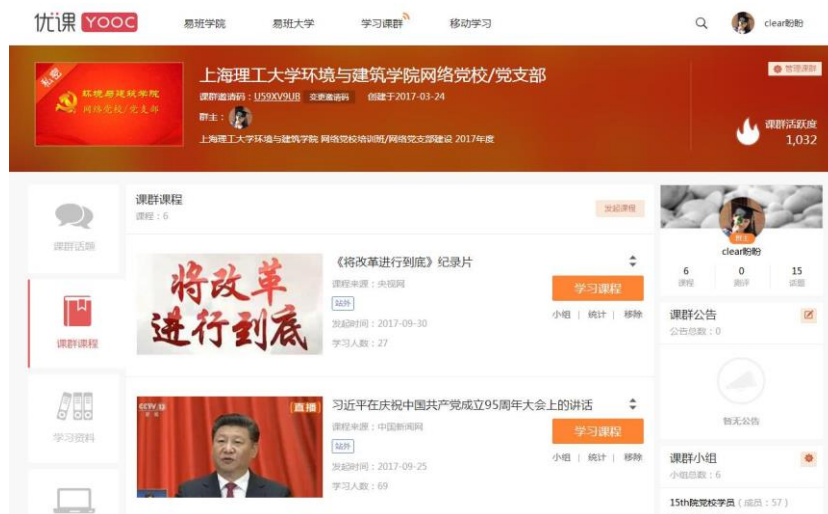 优课 YOOC
易班学院 易班大学 学习课群 移动学习 clear盼盼
私密
环境与建筑学院
网络党校/党支部
上海理工大学环境与建筑学院网络党校/党支部
课群邀请码：U59XV9UB 变更邀请码 创建于2017-03-24
群主：
上海理工大学环境与建筑学院 网络党校培训班/网络党支部建设 2017年度
管理课群
课群活跃度
1,032
课群话题
课群课程
学习资料
课群课程
课程：6
发起课程
将改革
进行到底
《将改革进行到底》纪录片
课程来源：央视网
站外
发起时间：2017-09-30
学习人数：27
学习课程
小组 | 统计 | 移除
CCTV 13
直播
习近平在庆祝中国共产党成立95周年大会上的讲话
课程来源：中国新闻网
站外
发起时间：2017-09-25
学习人数：69
学习课程
小组 | 统计 | 移除
群主
clear盼盼
6 0 15
课程 测评 话题
课群公告
公告总数：0
暂无公告
课群小组
小组总数：6
15th院党校学员（成员：57）